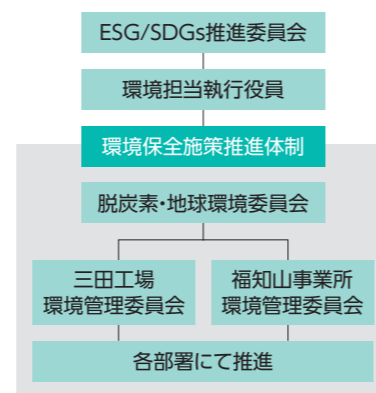 ESG/SDGs推進委員会
環境担当執行役員
環境保全施策推進体制
脱炭素・地球環境委員会
三田工場
環境管理委員会
福知山事業所
環境管理委員会
各部署にて推進